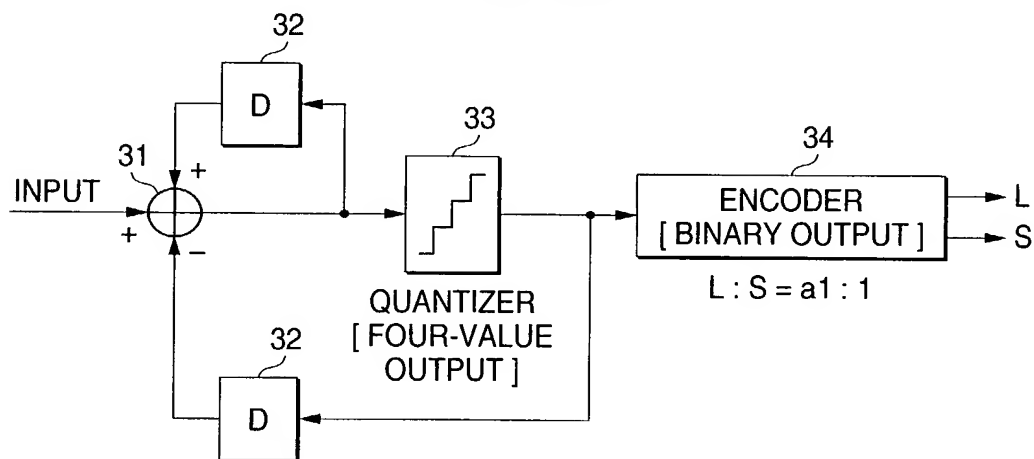 32
D
33
34
31
+
INPUT
+
−
ENCODER
[ BINARY OUTPUT ]
L
S
L : S = a1 : 1
QUANTIZER
[ FOUR-VALUE
OUTPUT ]
32
D